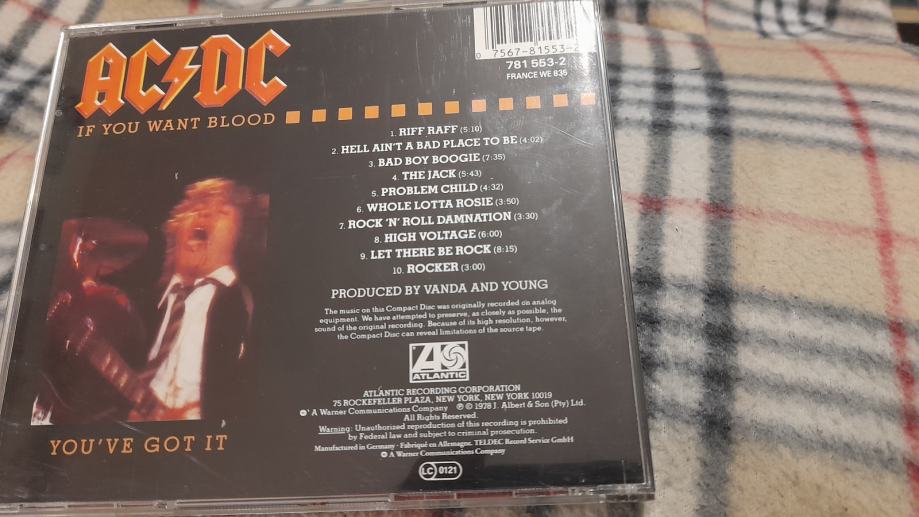 AC DC
IF YOU WANT BLOOD
0 7567-81553-2
781 553-2
FRANCE WE 835
1. RIFF RAFF (5:10)
2. HELL AIN'T A BAD PLACE TO BE (4:02)
3. BAD BOY BOOGIE (7:35)
4. THE JACK (5:43)
5. PROBLEM CHILD (4:32)
6. WHOLE LOTTA ROSIE (3:50)
7. ROCK 'N' ROLL DAMNATION (3:30)
8. HIGH VOLTAGE (6:00)
9. LET THERE BE ROCK (8:15)
10. ROCKER (3:00)
PRODUCED BY VANDA AND YOUNG
The music on this Compact Disc was originally recorded on analog
equipment. We have attempted to preserve, as closely as possible, the
sound of the original recording. Because of its high resolution, however,
the Compact Disc can reveal limitations of the source tape.
ATLANTIC
ATLANTIC RECORDING CORPORATION
75 ROCKEFELLER PLAZA, NEW YORK, NEW YORK 10019
A Warner Communications Company ℗ © 1978 J. Albert & Son (Pty) Ltd.
All Rights Reserved.
Warning: Unauthorized reproduction of this recording is prohibited
by Federal law and subject to criminal prosecution.
Manufactured in Germany · Fabriqué en Allemagne. TELDEC Record Service GmbH
A Warner Communications Company
LC 0121
YOU'VE GOT IT